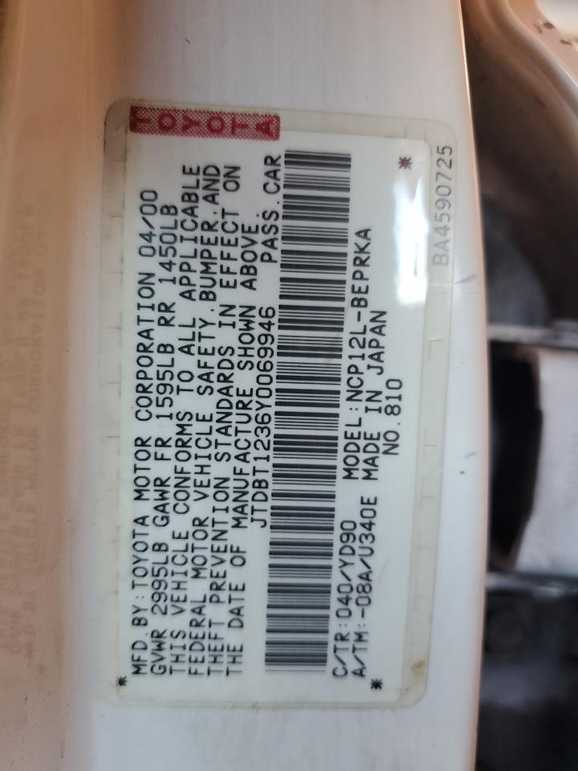 TOYOTA
MFD. BY: TOYOTA MOTOR CORPORATION 04/00
GVWR 2995LB GAWR FR 1595LB RR 1450LB
THIS VEHICLE CONFORMS TO ALL APPLICABLE
FEDERAL MOTOR VEHICLE SAFETY, BUMPER, AND
THEFT PREVENTION STANDARDS IN EFFECT ON
THE DATE OF MANUFACTURE SHOWN ABOVE.
JTDBT1236Y0069946 PASS. CAR
C/TR: 040/YD90 MODEL: NCP12L-BEPRKA
A/TM: -08A/U340E MADE IN JAPAN
NO. 810
BA4590725